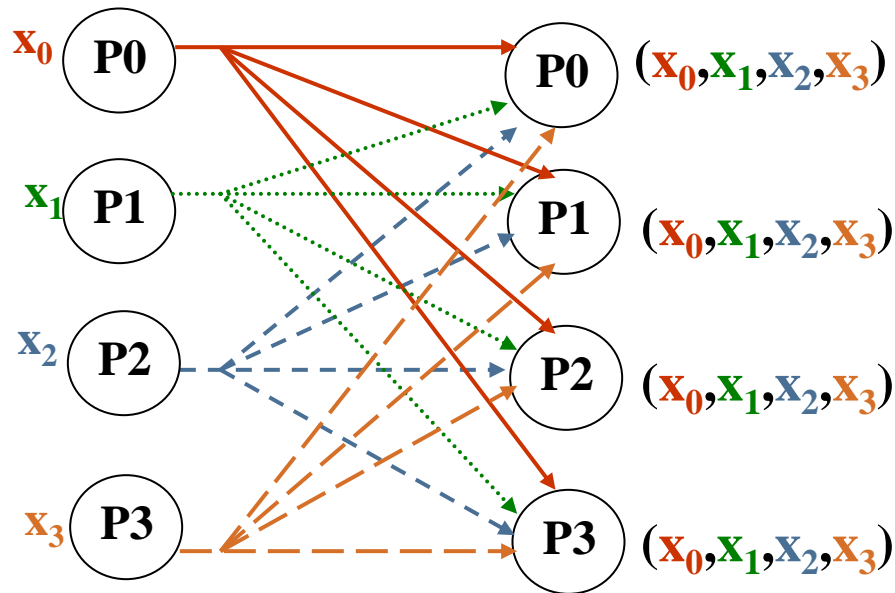 x₀ P0 P0 (x₀,x₁,x₂,x₃)
x₁ P1 P1 (x₀,x₁,x₂,x₃)
x₂ P2 P2 (x₀,x₁,x₂,x₃)
x₃ P3 P3 (x₀,x₁,x₂,x₃)